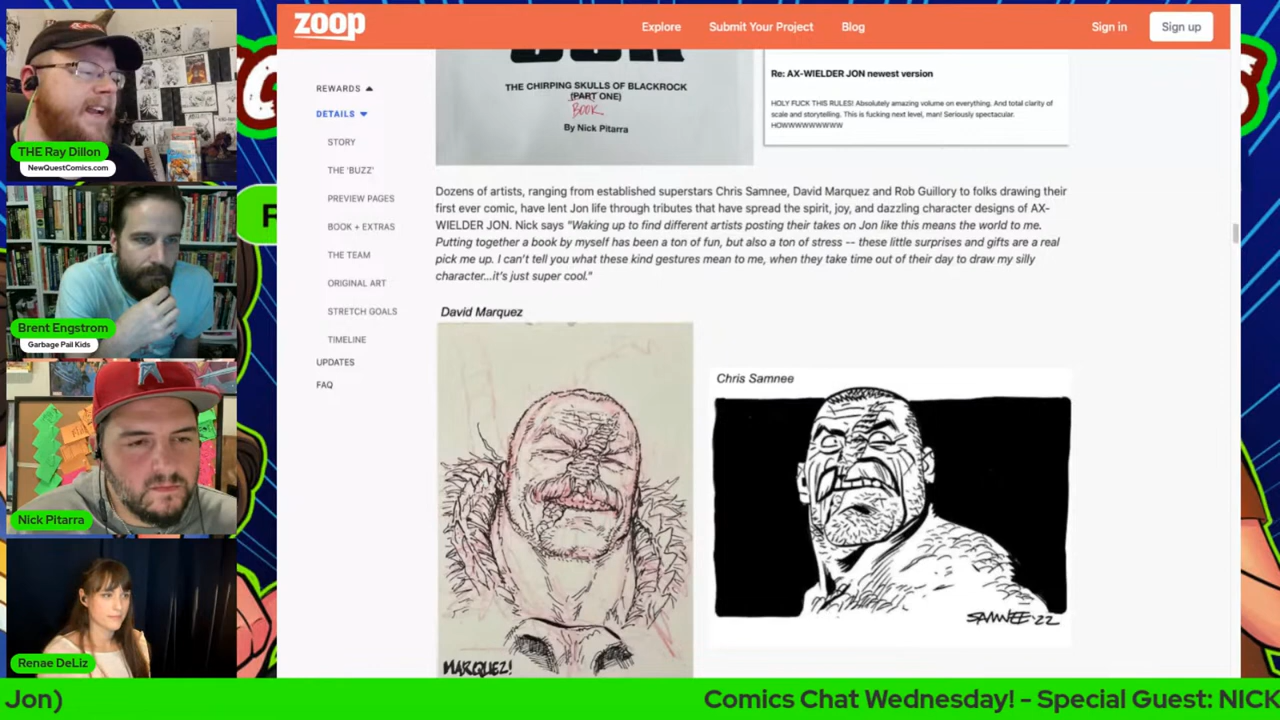 THE Ray Dillon
NewQuestComics.com
Brent Engstrom
Garbage Pail Kids
Nick Pitarra
Renae DeLiz
zoop
Explore
Submit Your Project
Blog
Sign in
Sign up
REWARDS
DETAILS
STORY
THE 'BUZZ'
PREVIEW PAGES
BOOK + EXTRAS
THE TEAM
ORIGINAL ART
STRETCH GOALS
TIMELINE
UPDATES
FAQ
THE CHIRPING SKULLS OF BLACKROCK
(PART ONE)
BOOK
By Nick Pitarra
Re: AX-WIELDER JON newest version
HOLY FUCK THIS RULES! Absolutely amazing volume on everything. And total clarity of
scale and storytelling. This is fucking next level, man! Seriously spectacular.
HOWWWWWWWWW
Dozens of artists, ranging from established superstars Chris Samnee, David Marquez and Rob Guillory to folks drawing their
first ever comic, have lent Jon life through tributes that have spread the spirit, joy, and dazzling character designs of AX-
WIELDER JON. Nick says "Waking up to find different artists posting their takes on Jon like this means the world to me.
Putting together a book by myself has been a ton of fun, but also a ton of stress -- these little surprises and gifts are a real
pick me up. I can't tell you what these kind gestures mean to me, when they take time out of their day to draw my silly
character...it's just super cool."
David Marquez
MARQUEZ!
Chris Samnee
SAMNEE '22
Jon)
Comics Chat Wednesday! - Special Guest: NICK